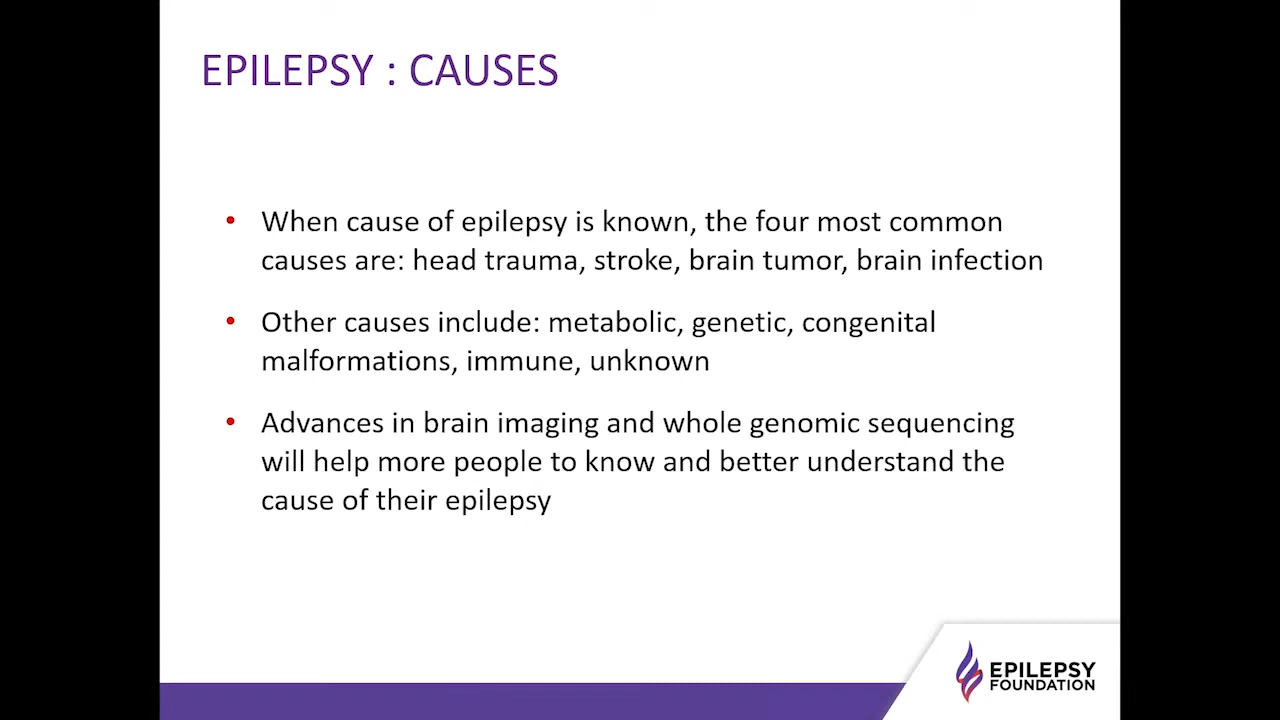 EPILEPSY : CAUSES
• When cause of epilepsy is known, the four most common
causes are: head trauma, stroke, brain tumor, brain infection
• Other causes include: metabolic, genetic, congenital
malformations, immune, unknown
• Advances in brain imaging and whole genomic sequencing
will help more people to know and better understand the
cause of their epilepsy
EPILEPSY
FOUNDATION